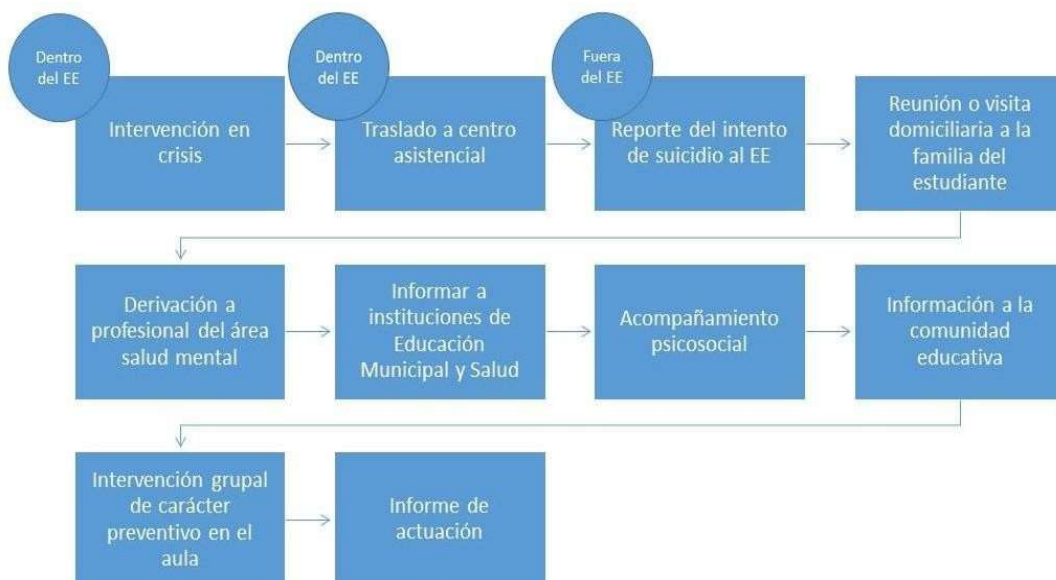 Dentro
del EE
Intervención en
crisis
Dentro
del EE
Traslado a centro
asistencial
Fuera
del EE
Reporte del intento
de suicidio al EE
Reunión o visita
domiciliaria a la
familia del
estudiante
Derivación a
profesional del área
salud mental
Informar a
instituciones de
Educación
Municipal y Salud
Acompañamiento
psicosocial
Información a la
comunidad
educativa
Intervención grupal
de carácter
preventivo en el
aula
Informe de
actuación